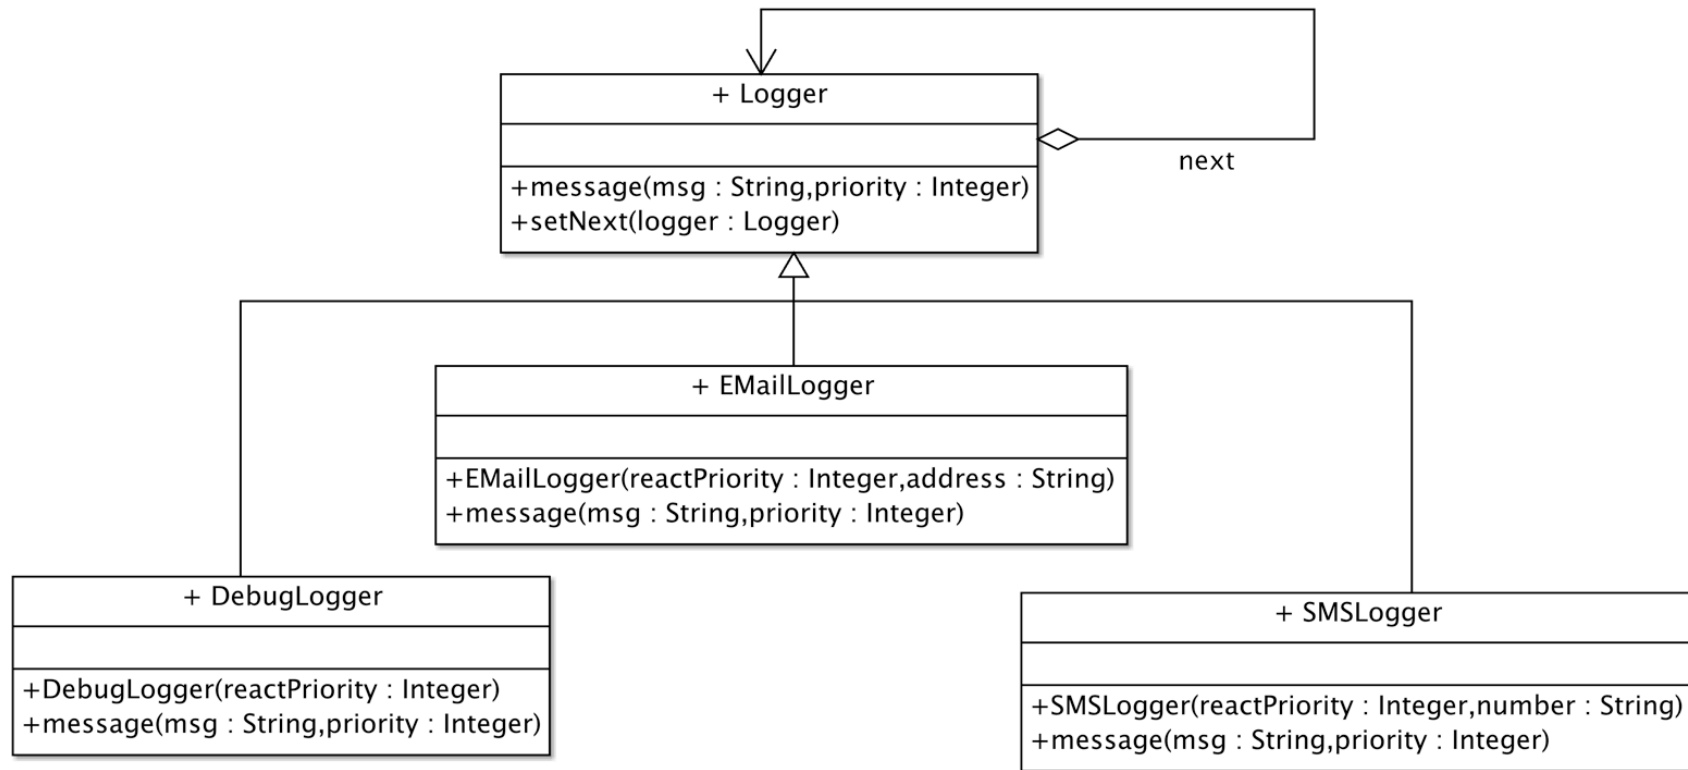 + Logger
next
+message(msg : String,priority : Integer)
+setNext(logger : Logger)
+ EMailLogger
+EMailLogger(reactPriority : Integer,address : String)
+message(msg : String,priority : Integer)
+ DebugLogger
+DebugLogger(reactPriority : Integer)
+message(msg : String,priority : Integer)
+ SMSLogger
+SMSLogger(reactPriority : Integer,number : String)
+message(msg : String,priority : Integer)